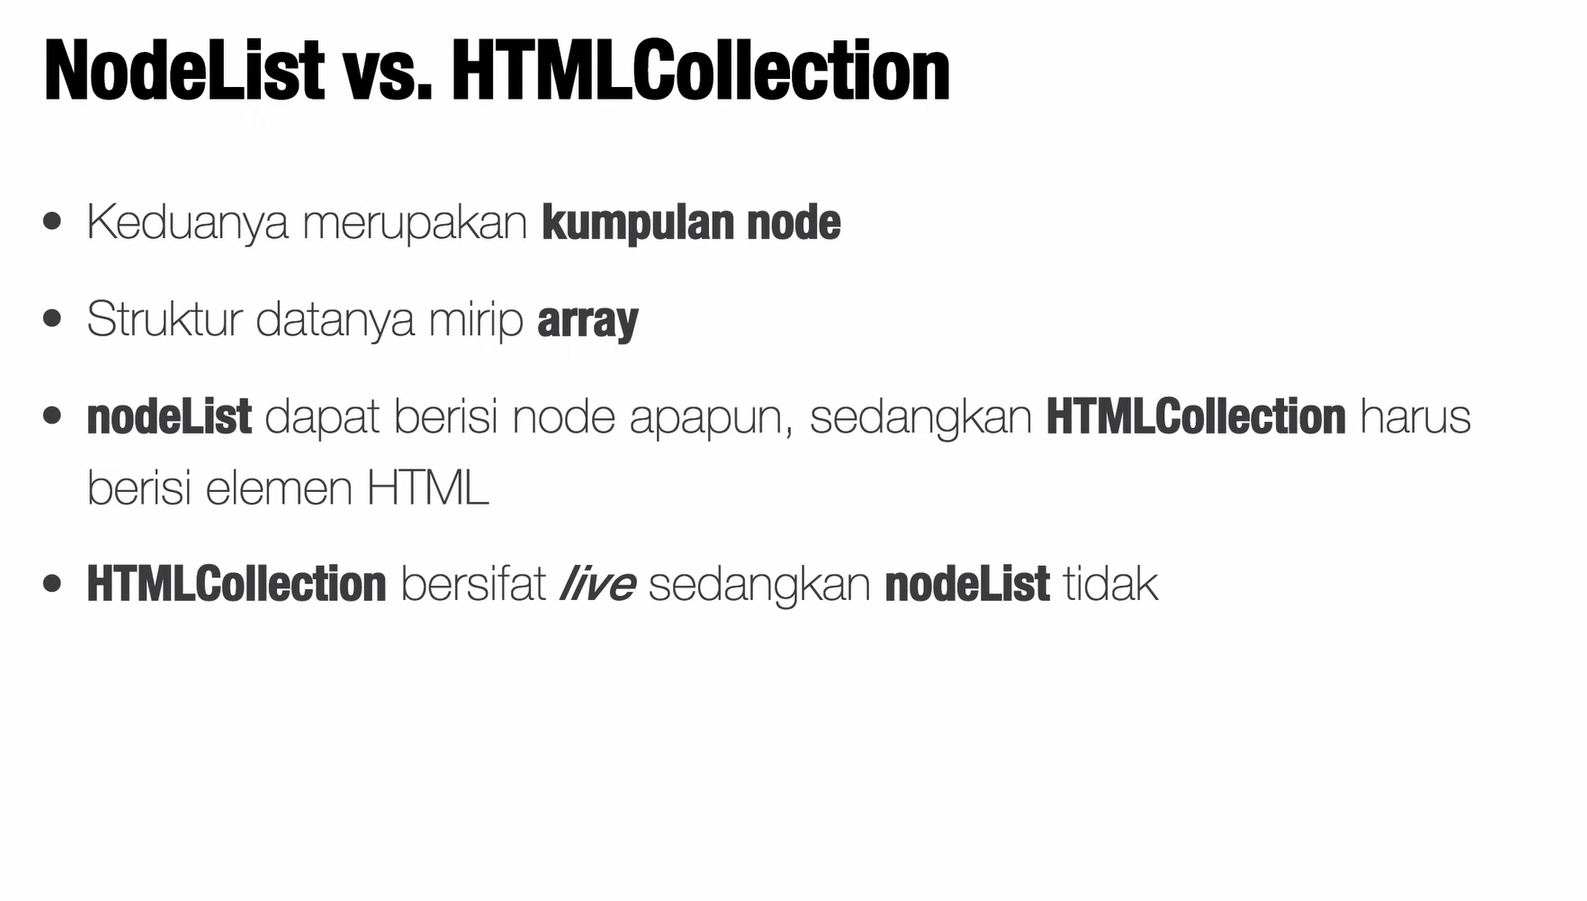 NodeList vs. HTMLCollection
• Keduanya merupakan kumpulan node
• Struktur datanya mirip array
• nodeList dapat berisi node apapun, sedangkan HTMLCollection harus
berisi elemen HTML
• HTMLCollection bersifat live sedangkan nodeList tidak